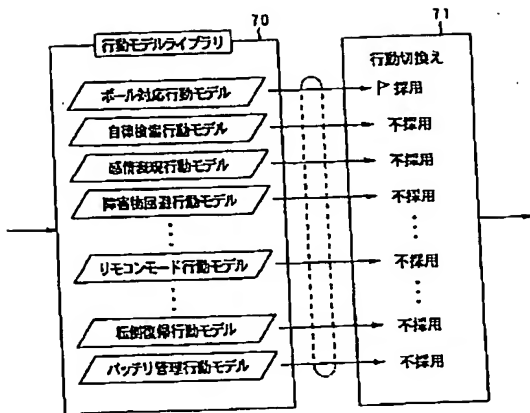 70
71
行動モデルライブラリ
行動切換え
ボール対応行動モデル
採用
自律検索行動モデル
不採用
感情表現行動モデル
不採用
障害物回避行動モデル
不採用
リモコンモード行動モデル
不採用
転倒復帰行動モデル
不採用
バッテリ管理行動モデル
不採用